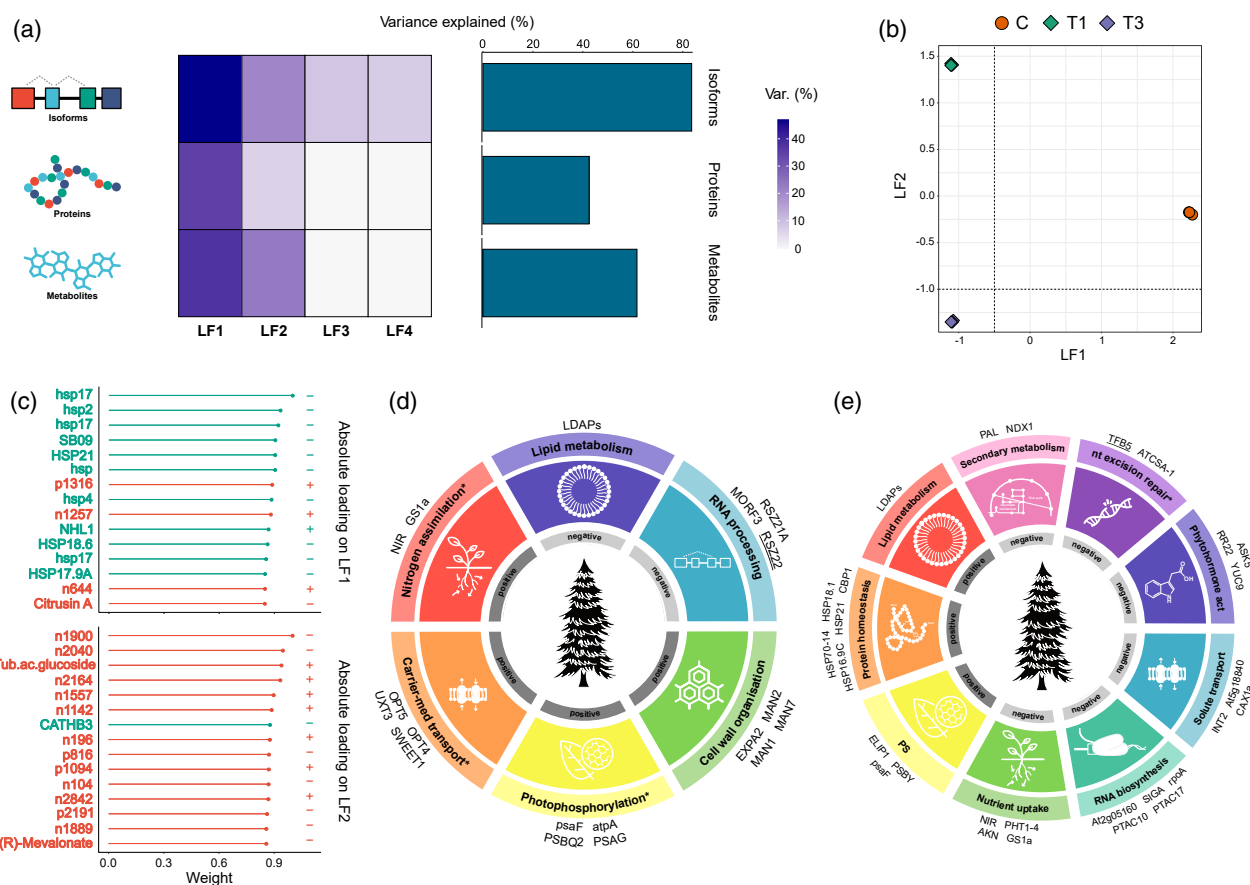 (a)
Variance explained (%)
0 20 40 60 80
Isoforms
Proteins
Metabolites
Isoforms
Proteins
Metabolites
LF1 LF2 LF3 LF4
Var. (%)
40
30
20
10
0
(b)
C T1 T3
1.5
1.0
0.5
0.0
-0.5
-1.0
LF2
-1 0 1 2
LF1
(c)
hsp17 –
hsp2 –
hsp17 –
SB09 –
HSP21 –
hsp –
p1316 +
hsp4 –
n1257 +
NHL1 +
HSP18.6 –
hsp17 –
HSP17.9A –
n644 +
Citrusin A –
Absolute loading on LF1
n1900 –
n2040 –
Tub.ac.glucoside +
n2164 +
n1557 +
n1142 +
CATHB3 –
n196 +
p816 –
p1094 +
n104 –
n2842 +
p2191 –
n1889 –
(R)-Mevalonate –
Absolute loading on LF2
0.0 0.3 0.6 0.9
Weight
(d)
LDAPs
Lipid metabolism
negative
RSZ21A
MORF3 RSZ22
RNA processing
negative
MAN2
EXPA2 MAN7
MAN1
Cell wall organisation
positive
Photophosphorylation*
positive
psaF atpA
PSBQ2 PSAG
OPT5 OPT4
UXT3 SWEET1
Carrier-med transport*
positive
NIR GS1a
Nitrogen assimilation*
positive
(e)
PAL NDX1
Secondary metabolism
negative
TFB5 ATCSA-1
nt excision repair*
negative
ASK5
RR22 YUC9
Phytohormone act
negative
OH
O
N
H
Solute transport
negative
INT2 At5g18840
CAX1a
RNA biosynthesis
negative
At2g05160 SIGA rpoA
PTAC10 PTAC17
Nutrient uptake
negative
NIR PHT1-4
AKN GS1a
PS
positive
ELIP1 PSBY
psaF
Protein homeostasis
positive
HSP70-14 HSP18.1
HSP16.9C HSP21 CBP1
Lipid metabolism
positive
LDAPs